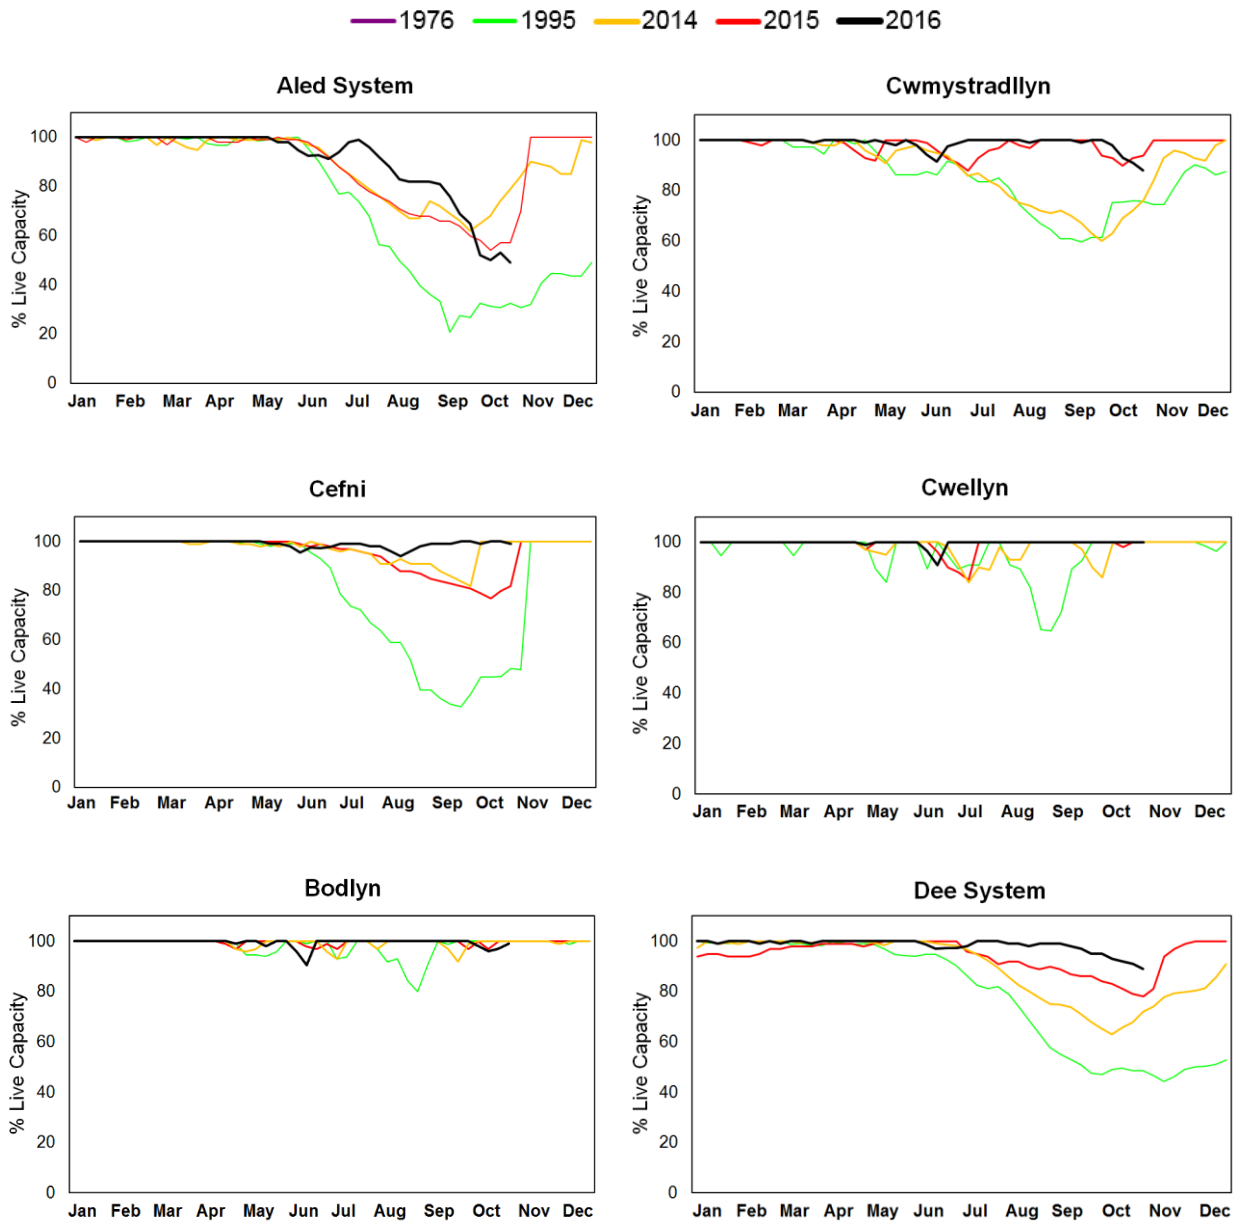 1976 1995 2014 2015 2016
Aled System
% Live Capacity
100
80
60
40
20
0
Jan Feb Mar Apr May Jun Jul Aug Sep Oct Nov Dec
Cwmystradllyn
% Live Capacity
100
80
60
40
20
0
Jan Feb Mar Apr May Jun Jul Aug Sep Oct Nov Dec
Cefni
% Live Capacity
100
80
60
40
20
0
Jan Feb Mar Apr May Jun Jul Aug Sep Oct Nov Dec
Cwellyn
% Live Capacity
100
80
60
40
20
0
Jan Feb Mar Apr May Jun Jul Aug Sep Oct Nov Dec
Bodlyn
% Live Capacity
100
80
60
40
20
0
Jan Feb Mar Apr May Jun Jul Aug Sep Oct Nov Dec
Dee System
% Live Capacity
100
80
60
40
20
0
Jan Feb Mar Apr May Jun Jul Aug Sep Oct Nov Dec